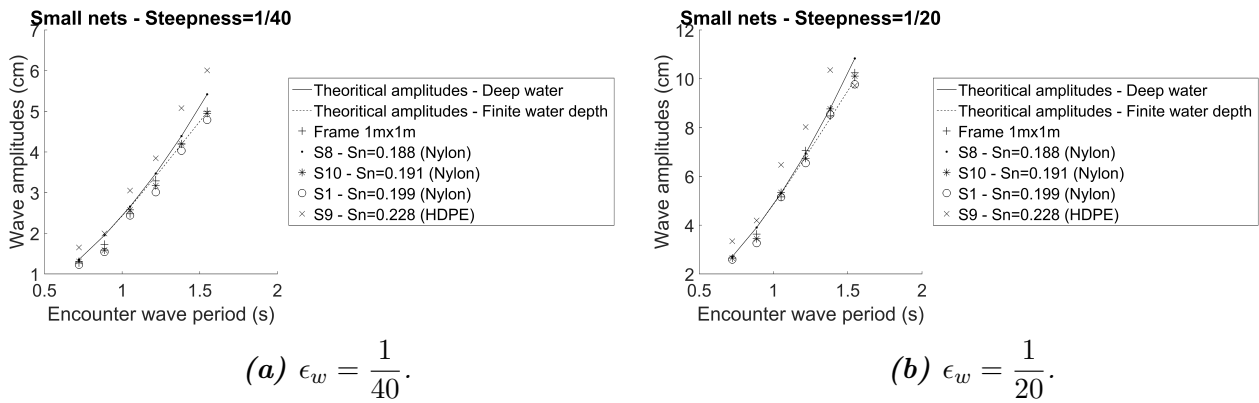 Small nets - Steepness=1/40
7
6
5
4
3
2
1
Wave amplitudes (cm)
0.5 1 1.5 2
Encounter wave period (s)
Theoritical amplitudes - Deep water
Theoritical amplitudes - Finite water depth
Frame 1mx1m
S8 - Sn=0.188 (Nylon)
S10 - Sn=0.191 (Nylon)
S1 - Sn=0.199 (Nylon)
S9 - Sn=0.228 (HDPE)
(a) ϵ_w = 1/40.
Small nets - Steepness=1/20
12
10
8
6
4
2
Wave amplitudes (cm)
0.5 1 1.5 2
Encounter wave period (s)
Theoritical amplitudes - Deep water
Theoritical amplitudes - Finite water depth
Frame 1mx1m
S8 - Sn=0.188 (Nylon)
S10 - Sn=0.191 (Nylon)
S1 - Sn=0.199 (Nylon)
S9 - Sn=0.228 (HDPE)
(b) ϵ_w = 1/20.